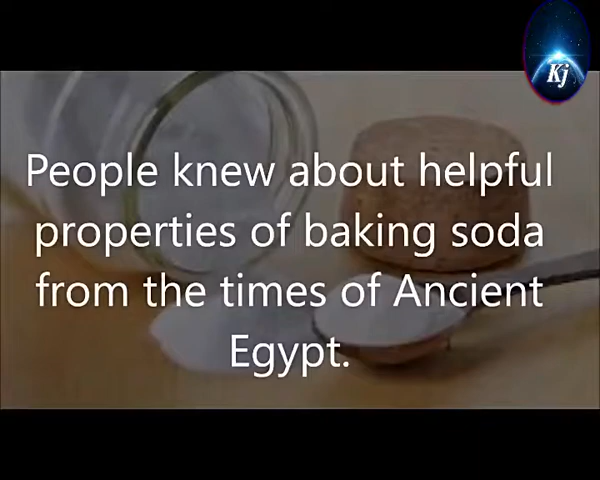 Kj
People knew about helpful
properties of baking soda
from the times of Ancient
Egypt.